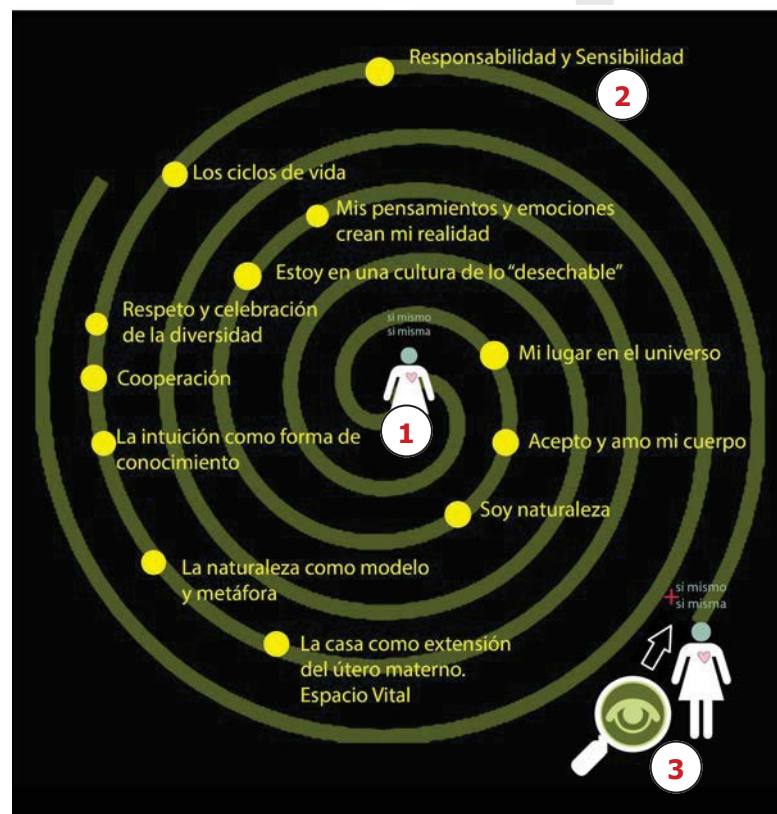 Responsabilidad y Sensibilidad
2
Los ciclos de vida
Mis pensamientos y emociones
crean mi realidad
Estoy en una cultura de lo "desechable"
Respeto y celebración
de la diversidad
si mismo
si misma
Mi lugar en el universo
Cooperación
1
La intuición como forma de
conocimiento
Acepto y amo mi cuerpo
Soy naturaleza
La naturaleza como modelo
y metáfora
+si mismo
si misma
La casa como extensión
del útero materno.
Espacio Vital
3